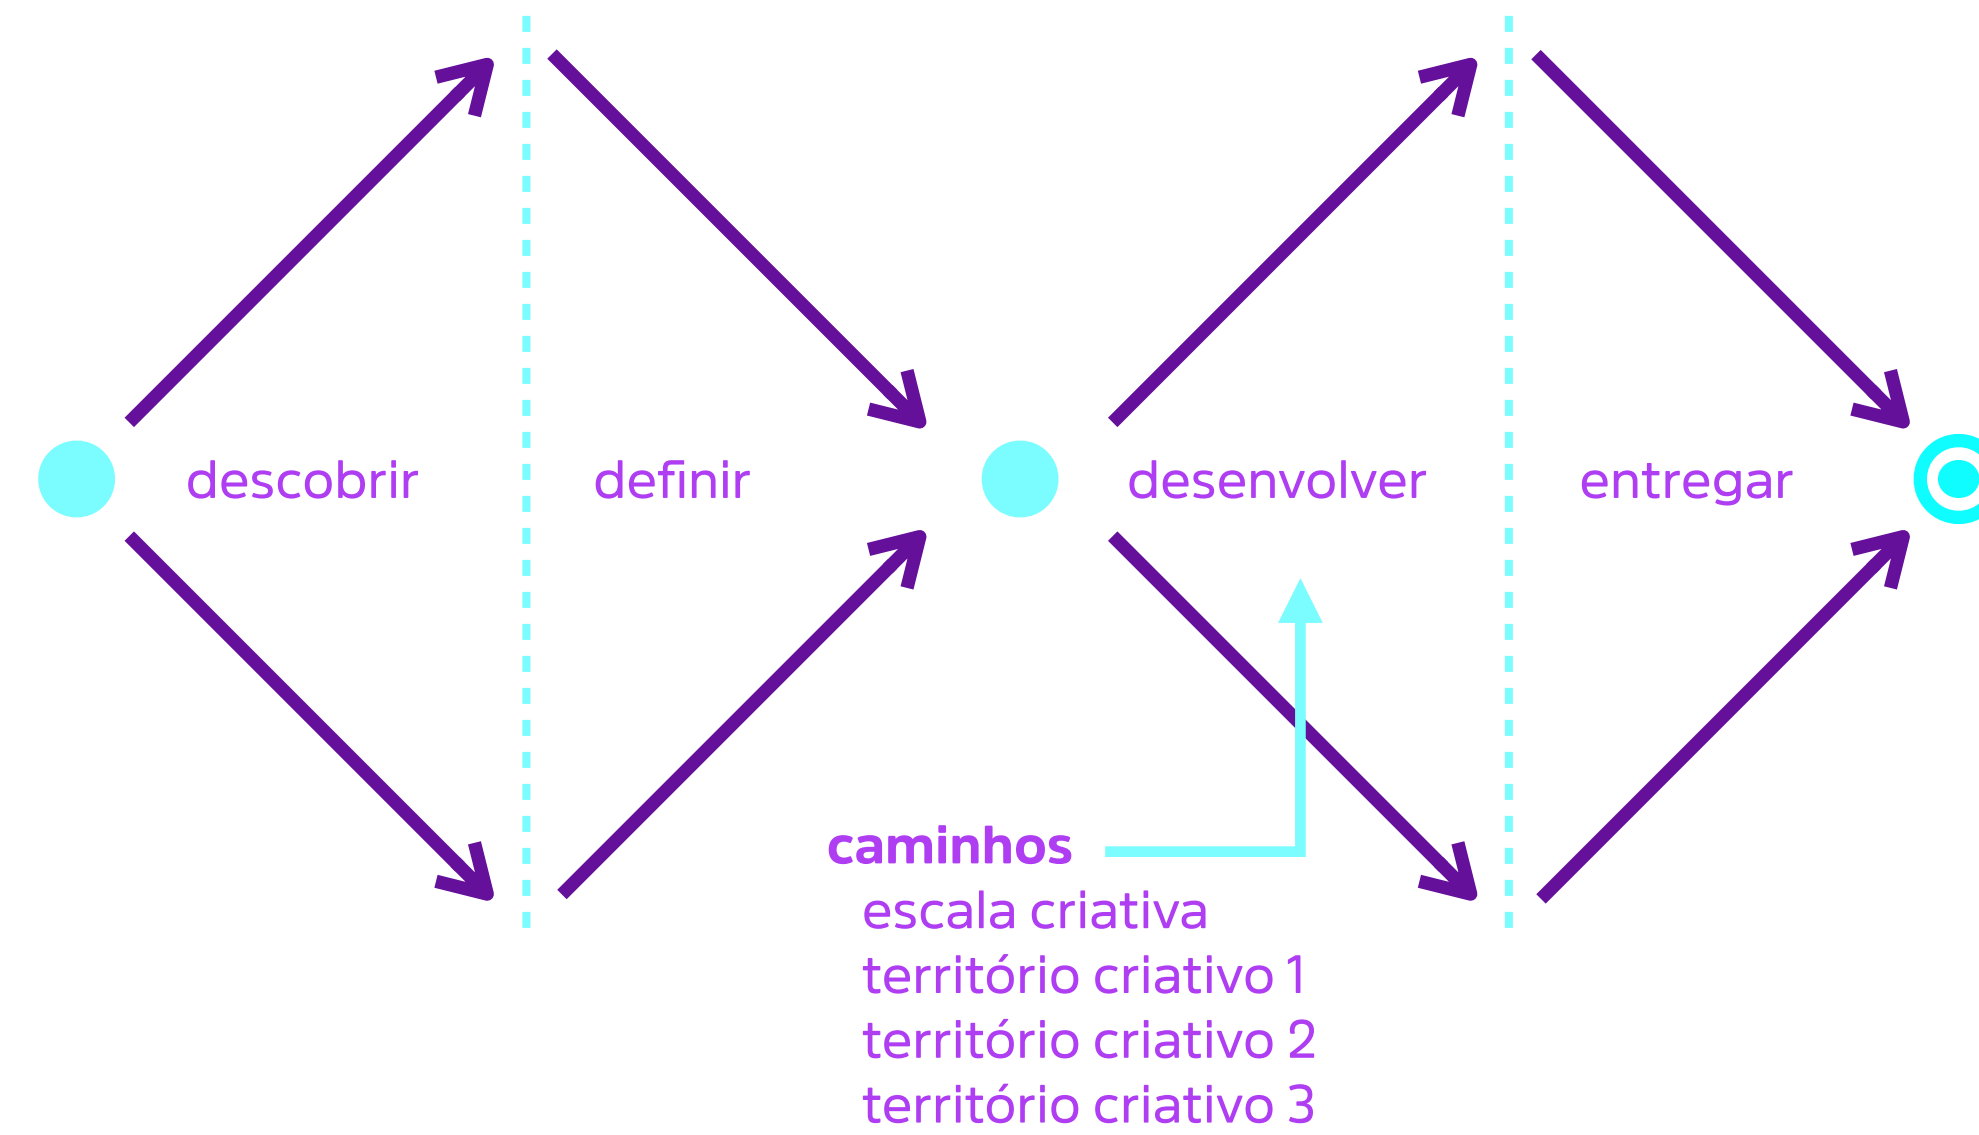 descobrir
definir
desenvolver
entregar
caminhos
escala criativa
território criativo 1
território criativo 2
território criativo 3